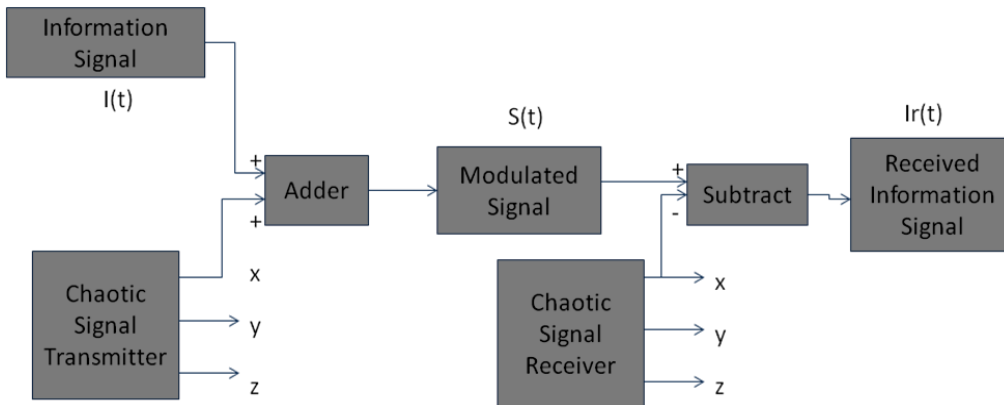 Information
Signal
I(t)
S(t)
Ir(t)
+
Adder
+
Modulated
Signal
+
Subtract
-
Received
Information
Signal
Chaotic
Signal
Transmitter
x
y
z
Chaotic
Signal
Receiver
x
y
z